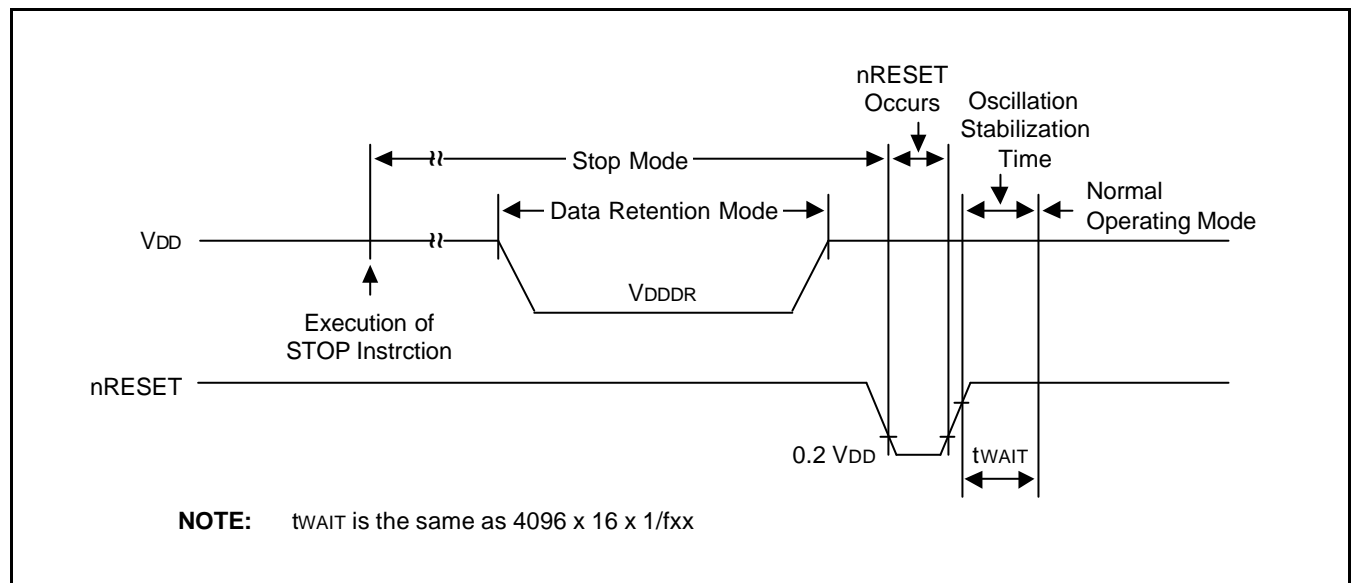 nRESET
Occurs
Oscillation
Stabilization
Time
Stop Mode
Data Retention Mode
Normal
Operating Mode
VDD
VDDDR
Execution of
STOP Instrction
nRESET
0.2 VDD
tWAIT
NOTE: tWAIT is the same as 4096 x 16 x 1/fxx